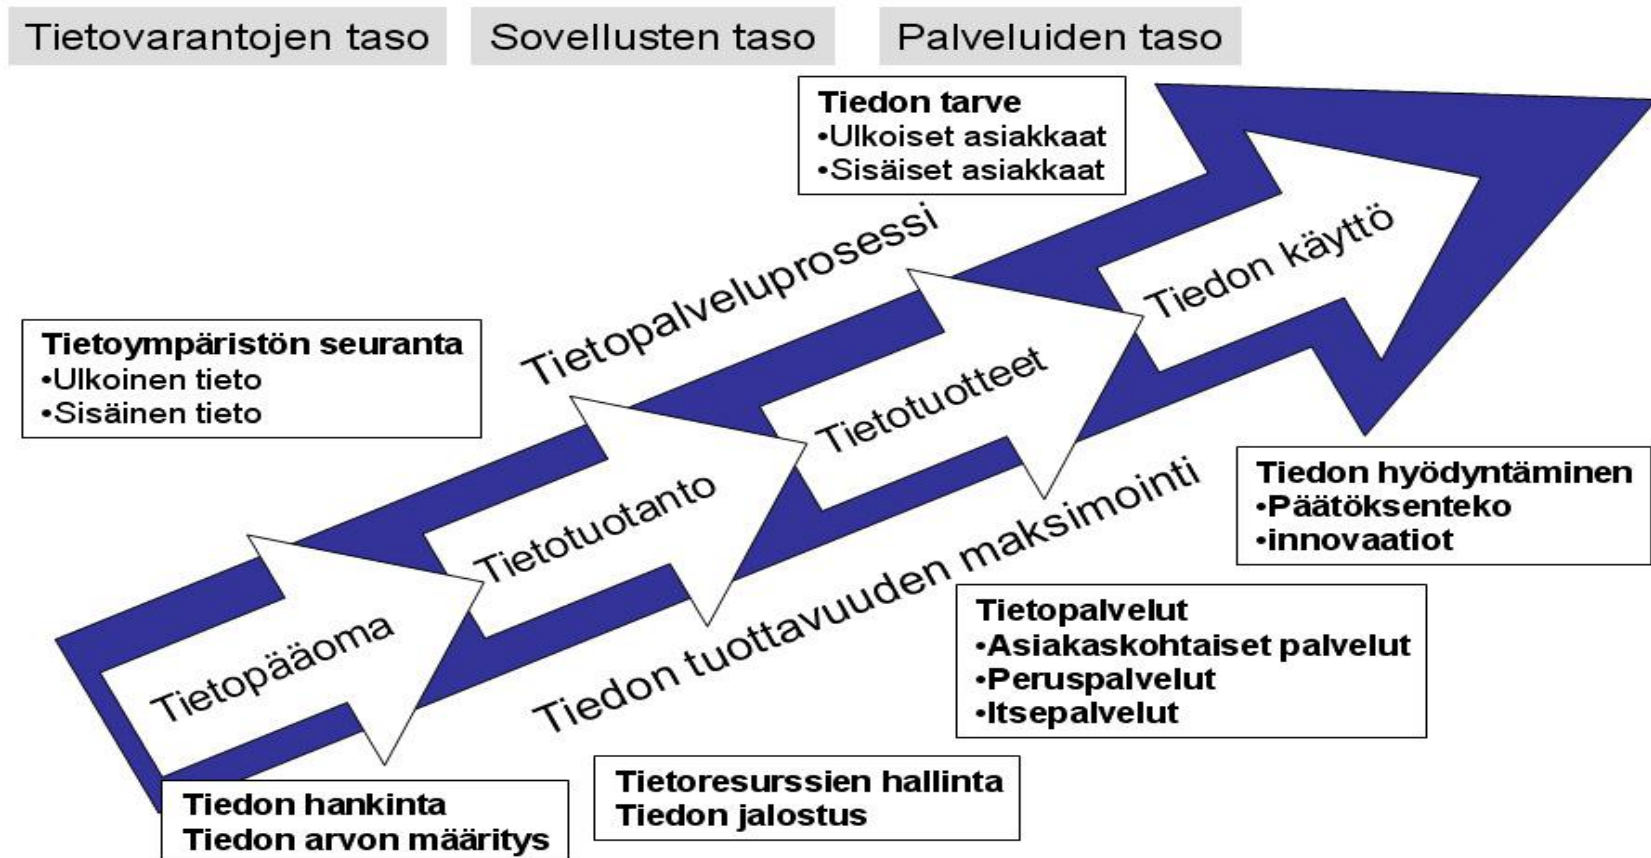 Tietovarantojen taso
Sovellusten taso
Palveluiden taso
Tiedon tarve
•Ulkoiset asiakkaat
•Sisäiset asiakkaat
Tietoympäristön seuranta
•Ulkoinen tieto
•Sisäinen tieto
Tietopalveluprosessi
Tietopääoma
Tietotuotanto
Tietotuotteet
Tiedon käyttö
Tiedon tuottavuuden maksimointi
Tiedon hyödyntäminen
•Päätöksenteko
•innovaatiot
Tietopalvelut
•Asiakaskohtaiset palvelut
•Peruspalvelut
•Itsepalvelut
Tietoresurssien hallinta
Tiedon jalostus
Tiedon hankinta
Tiedon arvon määritys